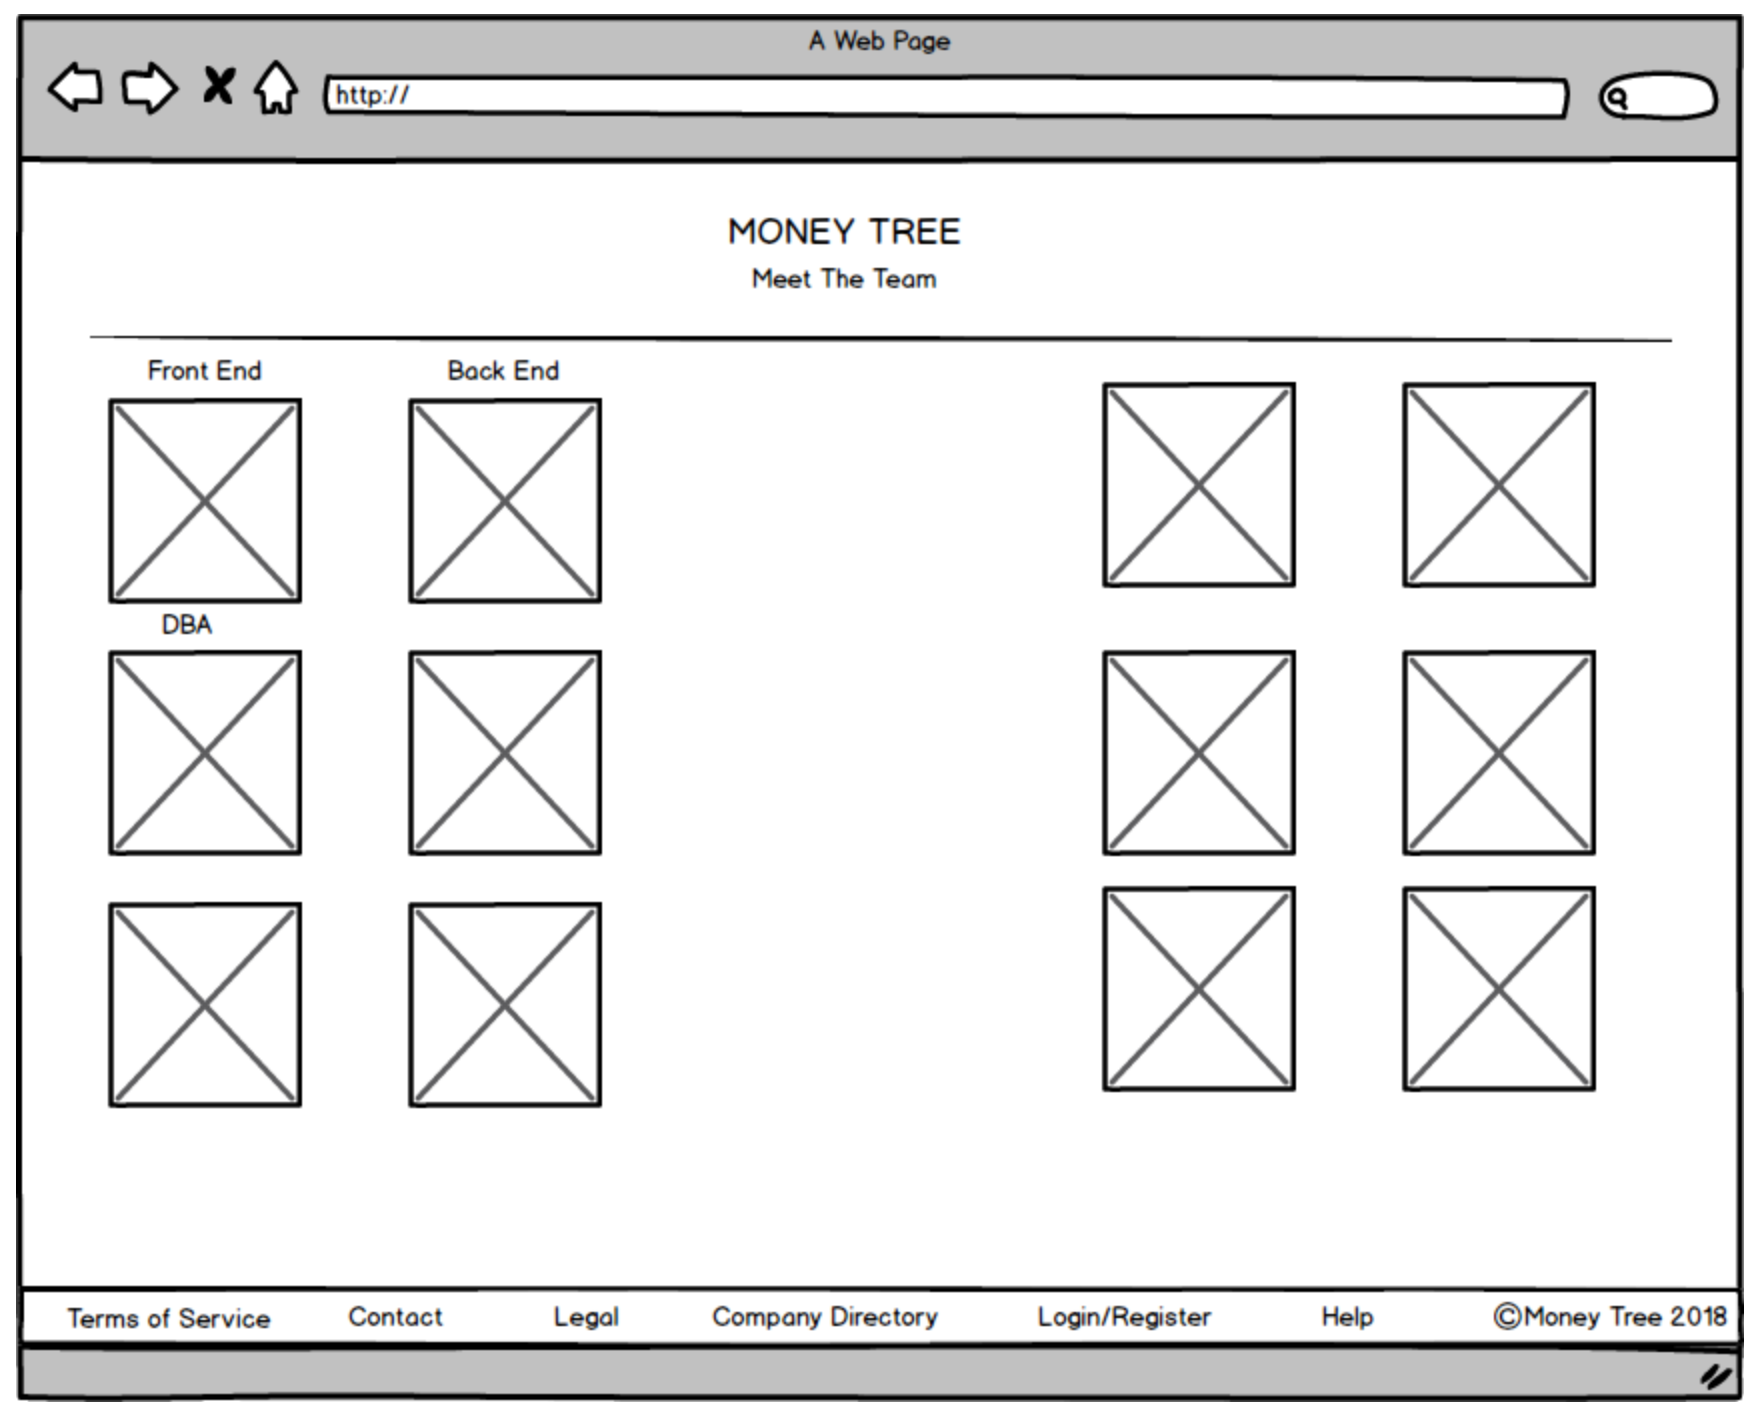 A Web Page
http://
MONEY TREE
Meet The Team
Front End
Back End
DBA
Terms of Service
Contact
Legal
Company Directory
Login/Register
Help
©Money Tree 2018